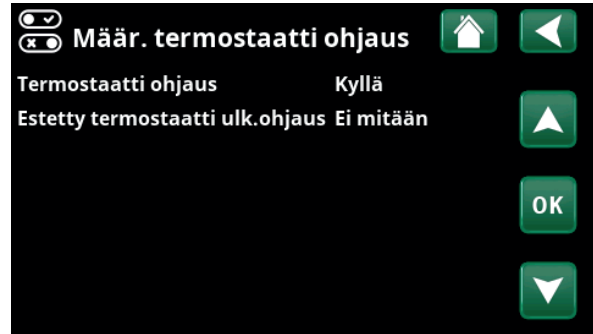 Määr. termostaatti ohjaus
Termostaatti ohjaus Kyllä
Estetty termostaatti ulk.ohjaus Ei mitään
OK